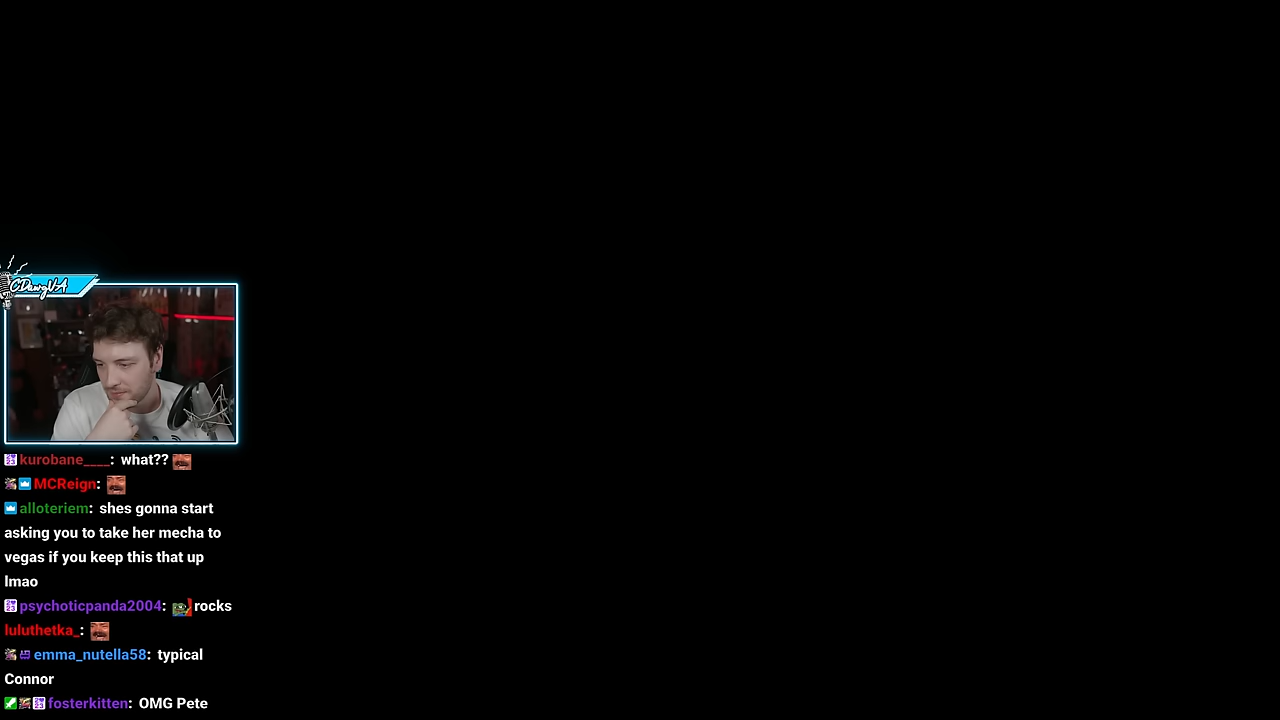 CDawgVA
kurobane____: what??
MCReign:
alloteriem: shes gonna start
asking you to take her mecha to
vegas if you keep this that up
lmao
psychoticpanda2004: rocks
luluthetka_:
emma_nutella58: typical
Connor
fosterkitten: OMG Pete